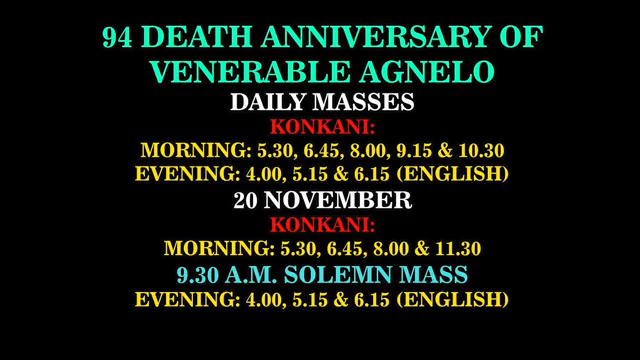 94 DEATH ANNIVERSARY OF
VENERABLE AGNELO
DAILY MASSES
KONKANI:
MORNING: 5.30, 6.45, 8.00, 9.15 & 10.30
EVENING: 4.00, 5.15 & 6.15 (ENGLISH)
20 NOVEMBER
KONKANI:
MORNING: 5.30, 6.45, 8.00 & 11.30
9.30 A.M. SOLEMN MASS
EVENING: 4.00, 5.15 & 6.15 (ENGLISH)